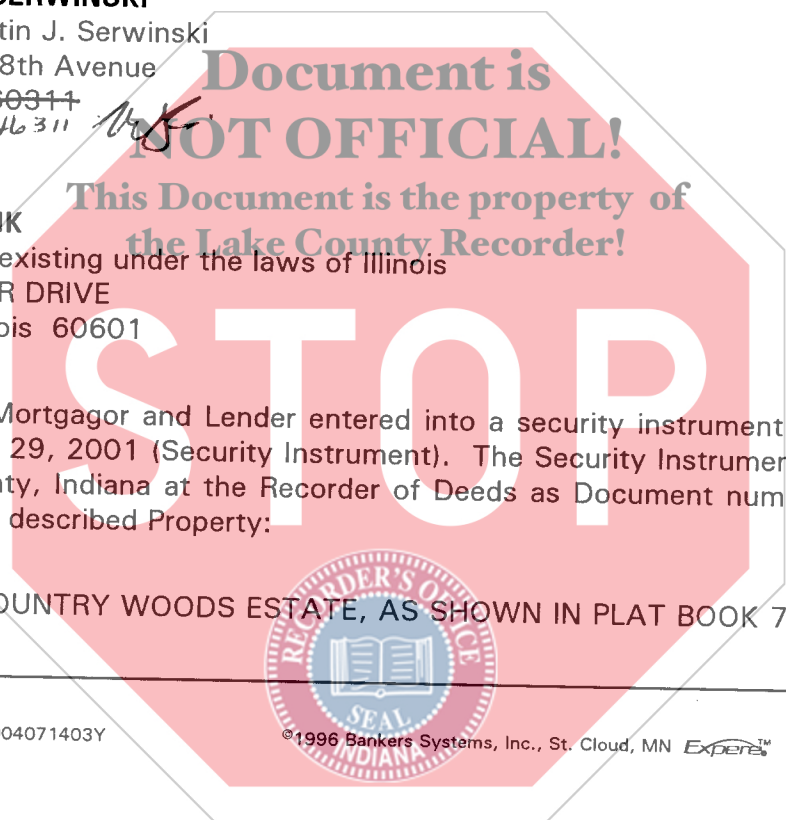 SERWINSKI
tin J. Serwinski
8th Avenue
60311
46311
Document is
NOT OFFICIAL!
This Document is the property of
the Lake County Recorder!
NK
existing under the laws of Illinois
R DRIVE
ois 60601
STOP
Mortgagor and Lender entered into a security instrument
29, 2001 (Security Instrument). The Security Instrumen
nty, Indiana at the Recorder of Deeds as Document num
described Property:
OUNTRY WOODS ESTATE, AS SHOWN IN PLAT BOOK 7
RECORDER'S OFFICE
SEAL
INDIANA
04071403Y
©1996 Bankers Systems, Inc., St. Cloud, MN Expere™